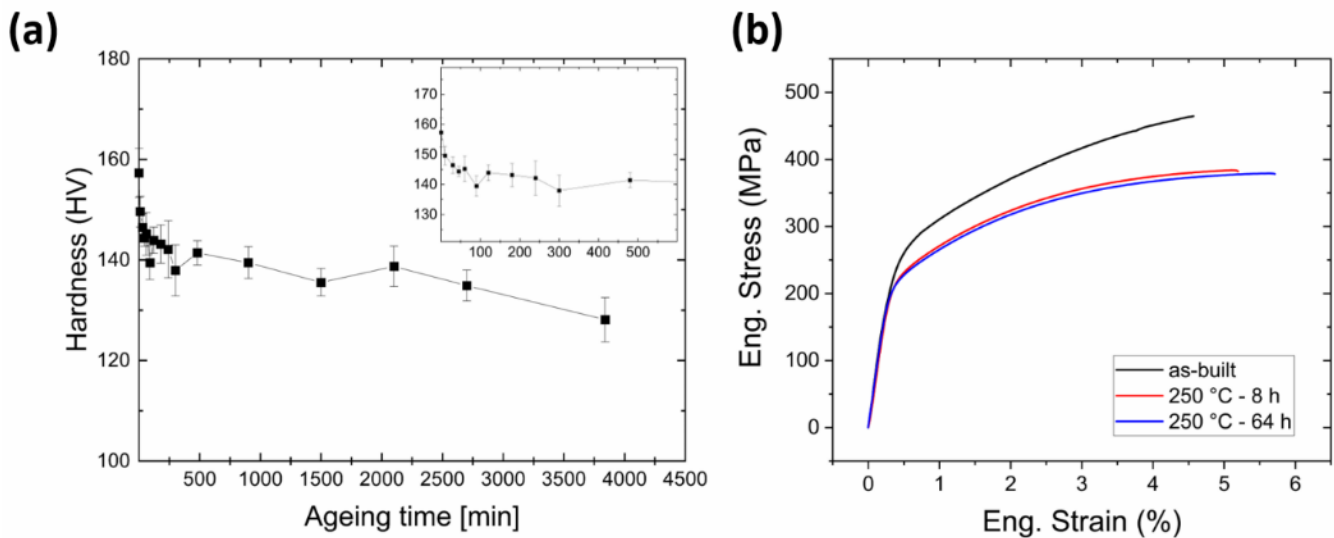 (a)
180
160
140
120
100
Hardness (HV)
500 1000 1500 2000 2500 3000 3500 4000 4500
Ageing time [min]
170
160
150
140
130
100 200 300 400 500
(b)
500
400
300
200
100
0
Eng. Stress (MPa)
0 1 2 3 4 5 6
Eng. Strain (%)
as-built
250 °C - 8 h
250 °C - 64 h